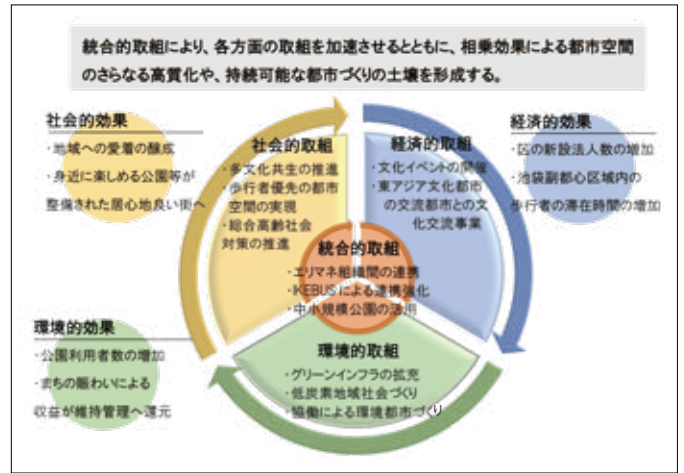 統合的取組により、各方面の取組を加速させるとともに、相乗効果による都市空間
のさらなる高質化や、持続可能な都市づくりの土壌を形成する。
社会的効果
・地域への愛着の醸成
・身近に楽しめる公園等が
整備された居心地良い街へ
社会的取組
・多文化共生の推進
・歩行者優先の都市
空間の実現
・総合高齢社会
対策の推進
経済的取組
・文化イベントの開催
・東アジア文化都市
の交流都市との文
化交流事業
経済的効果
・区の新設法人数の増加
・池袋副都心区域内の
歩行者の滞在時間の増加
統合的取組
・エリマネ組織間の連携
・IKEBUSによる連携強化
・中小規模公園の活用
環境的効果
・公園利用者数の増加
・まちの賑わいによる
収益が維持管理へ還元
環境的取組
・グリーンインフラの拡充
・低炭素地域社会づくり
・協働による環境都市づくり